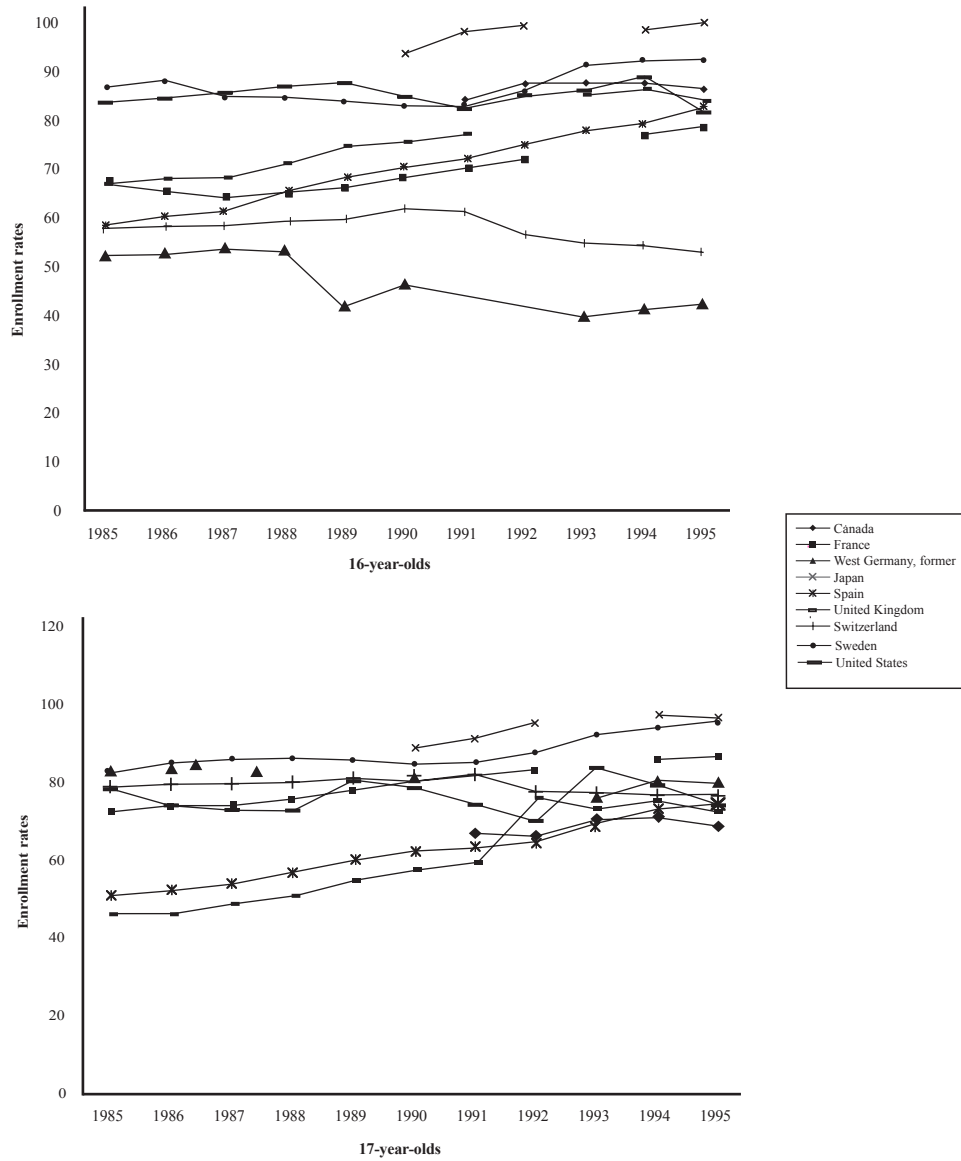 100
90
80
70
60
50
40
30
20
10
0
Enrollment rates
1985 1986 1987 1988 1989 1990 1991 1992 1993 1994 1995
16-year-olds
Canada
France
West Germany, former
Japan
Spain
United Kingdom
Switzerland
Sweden
United States
120
100
80
60
40
20
0
Enrollment rates
1985 1986 1987 1988 1989 1990 1991 1992 1993 1994 1995
17-year-olds